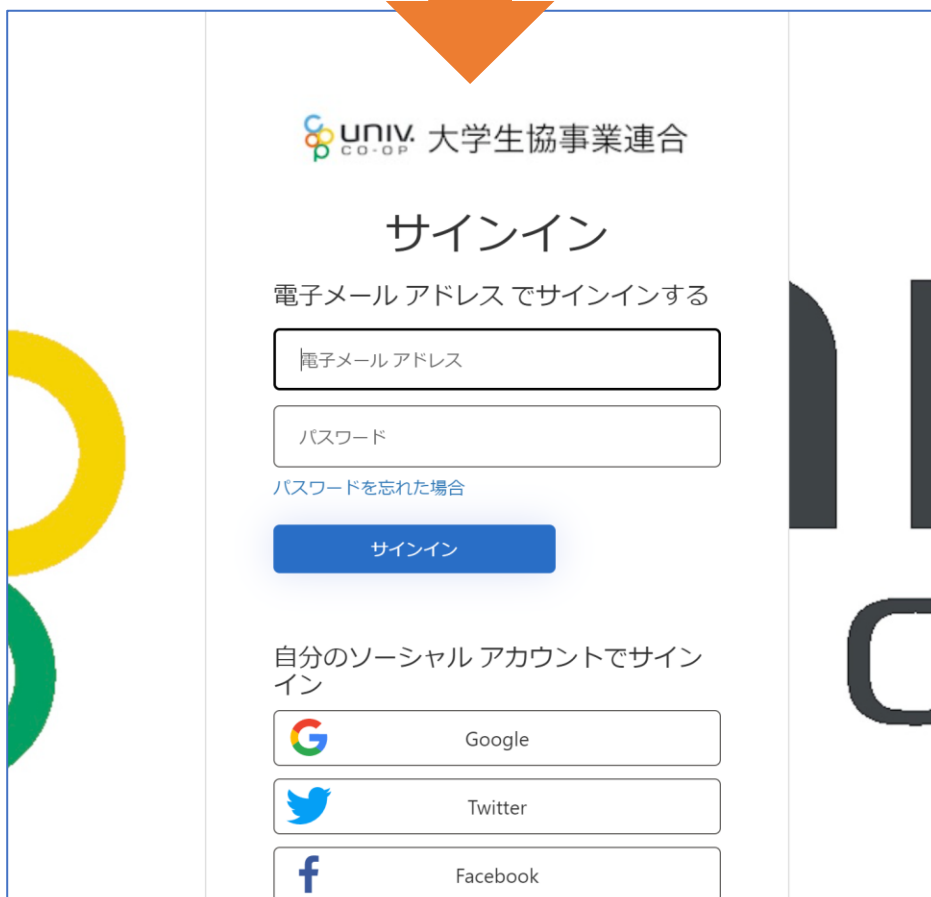 univ. 大学生協事業連合
CO-OP
サインイン
電子メール アドレス でサインインする
電子メール アドレス
パスワード
パスワードを忘れた場合
サインイン
自分のソーシャル アカウントでサイン
イン
Google
Twitter
Facebook